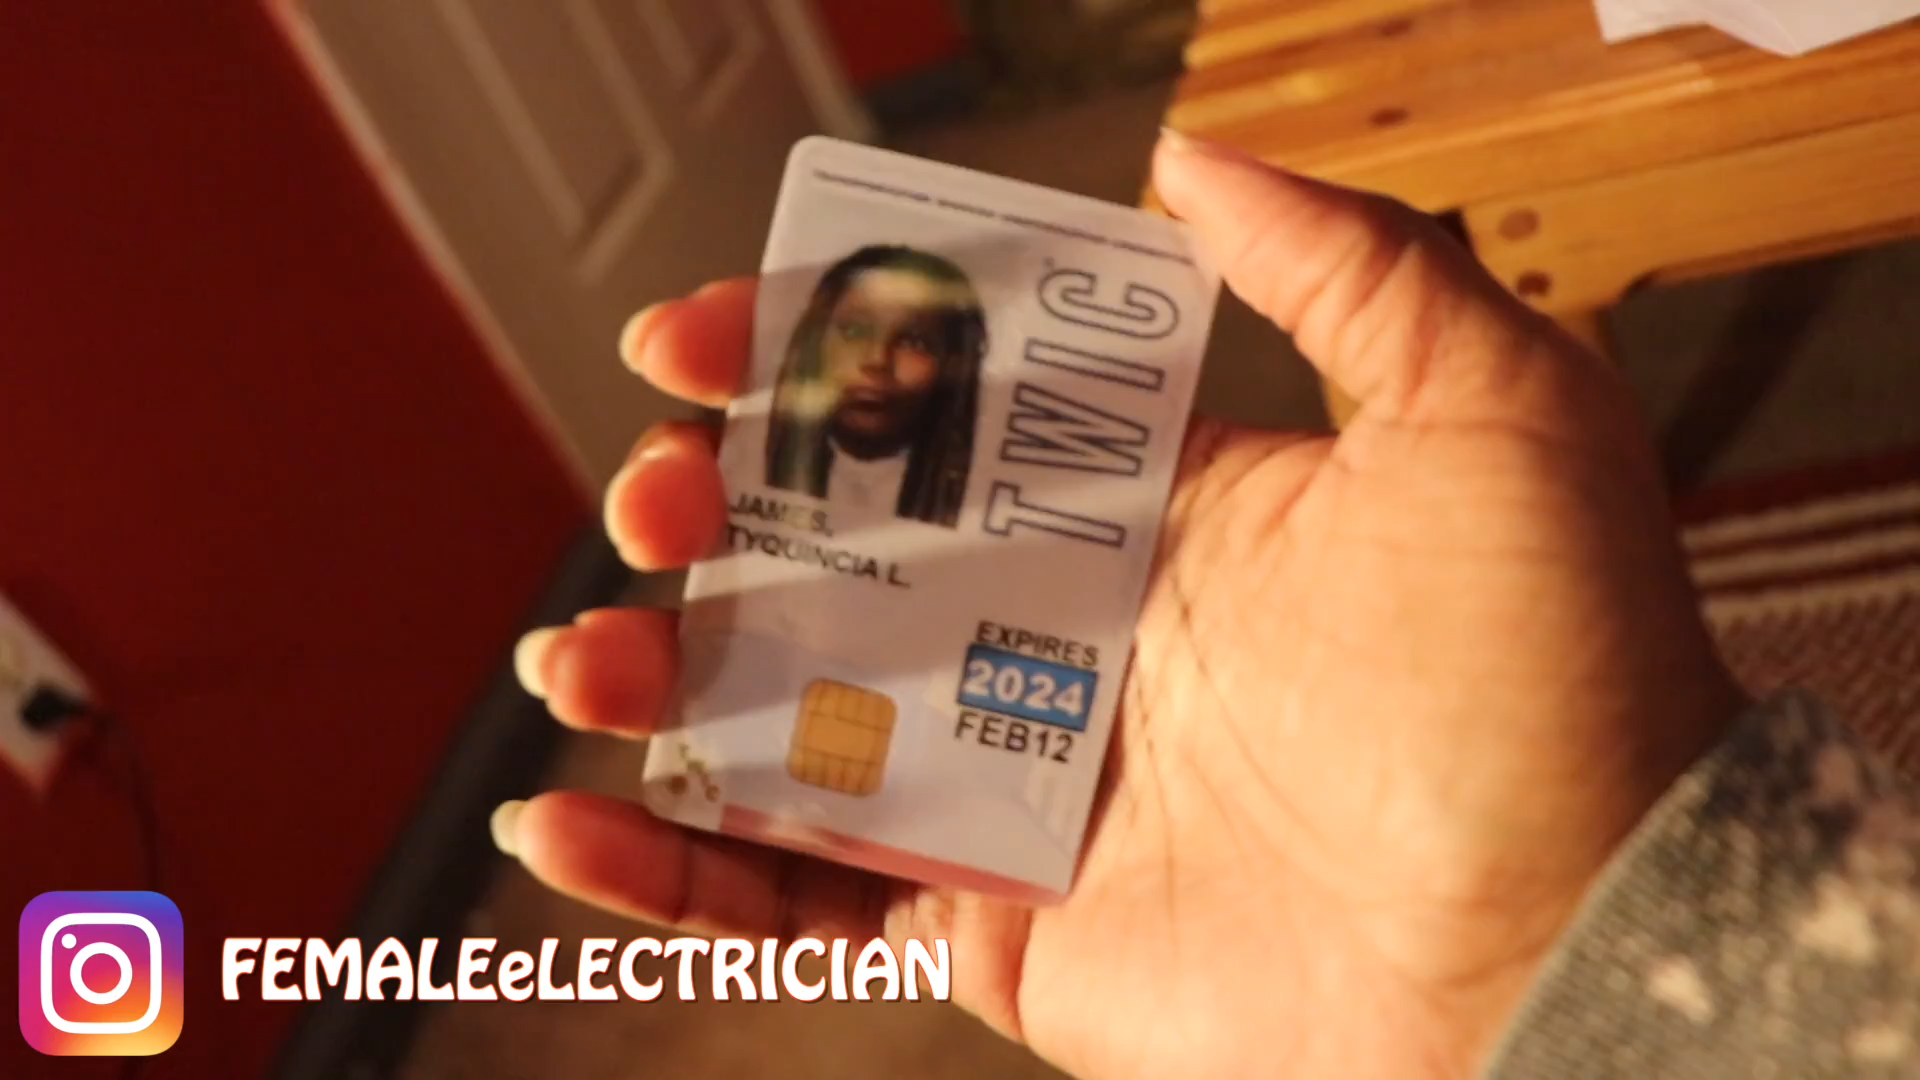 TWIC
JAMES,
TYQUINCIA L.
EXPIRES
2024
FEB12
FEMALEeLECTRICIAN